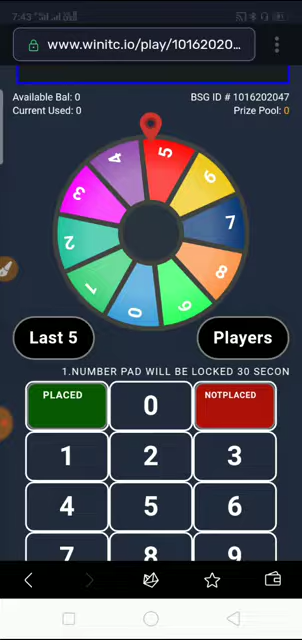 7:43
www.winitc.io/play/10162020...
Available Bal: 0
BSG ID # 1016202047
Current Used: 0
Prize Pool: 0
5
6
7
8
9
0
1
2
3
4
Last 5
Players
1.NUMBER PAD WILL BE LOCKED 30 SECON
PLACED
0
NOTPLACED
1
2
3
4
5
6
7
8
9